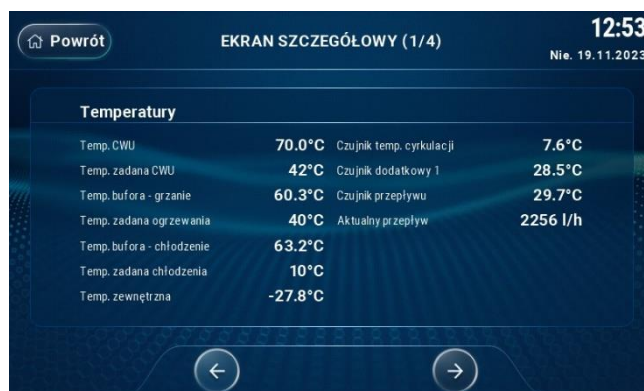 Powrót
EKRAN SZCZEGÓŁOWY (1/4)
12:53
Nie. 19.11.2023
Temperatury
Temp. CWU 70.0°C Czujnik temp. cyrkulacji 7.6°C
Temp. zadana CWU 42°C Czujnik dodatkowy 1 28.5°C
Temp. bufora - grzanie 60.3°C Czujnik przepływu 29.7°C
Temp. zadana ogrzewania 40°C Aktualny przepływ 2256 l/h
Temp. bufora - chłodzenie 63.2°C
Temp. zadana chłodzenia 10°C
Temp. zewnętrzna -27.8°C